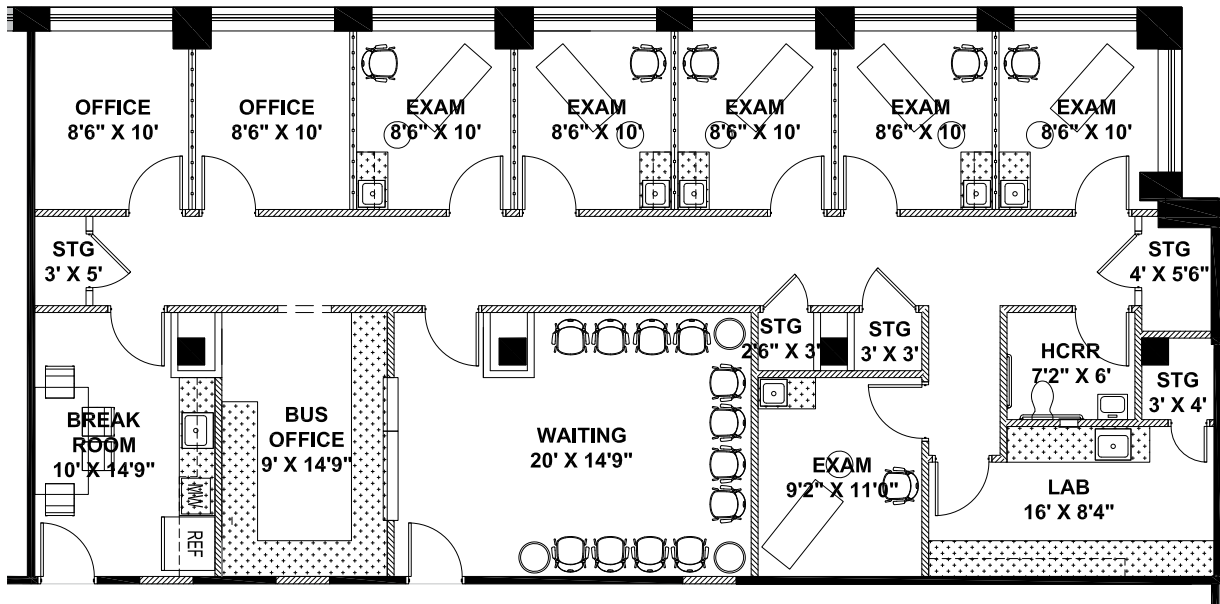 OFFICE
8'6" X 10'
OFFICE
8'6" X 10'
EXAM
8'6" X 10'
EXAM
8'6" X 10'
EXAM
8'6" X 10'
EXAM
8'6" X 10'
EXAM
8'6" X 10'
STG
3' X 5'
STG
4' X 5'6"
STG
2'6" X 3'
STG
3' X 3'
HCRR
7'2" X 6'
STG
3' X 4'
BREAK
ROOM
10' X 14'9"
BUS
OFFICE
9' X 14'9"
WAITING
20' X 14'9"
EXAM
9'2" X 11'0"
LAB
16' X 8'4"
REF